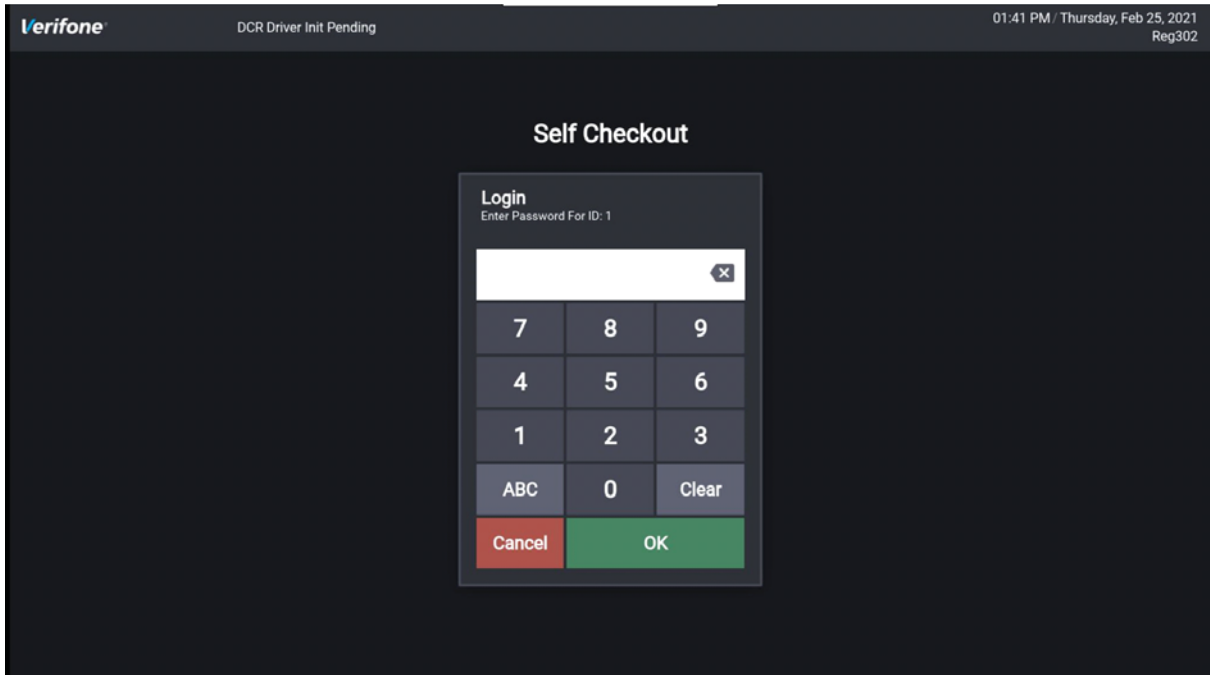 Verifone
DCR Driver Init Pending
01:41 PM / Thursday, Feb 25, 2021
Reg302
Self Checkout
Login
Enter Password For ID: 1
7 8 9
4 5 6
1 2 3
ABC 0 Clear
Cancel OK